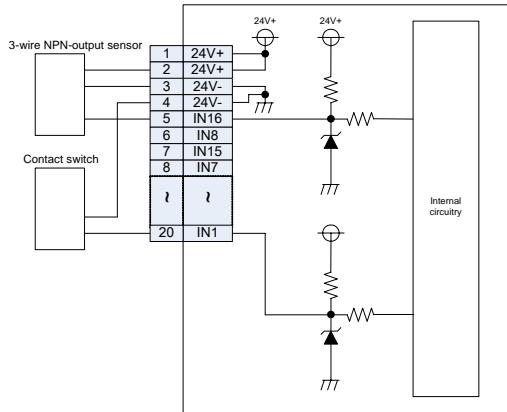 24V+ 24V+
3-wire NPN-output sensor
1 24V+
2 24V+
3 24V-
4 24V-
5 IN16
6 IN8
7 IN15
8 IN7
Contact switch
~ ~
20 IN1
Internal
circuitry